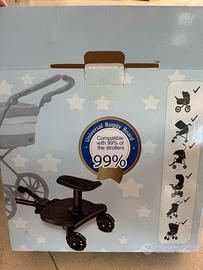 Universal Buggy Board
Compatible
with 99% of
the strollers
99%